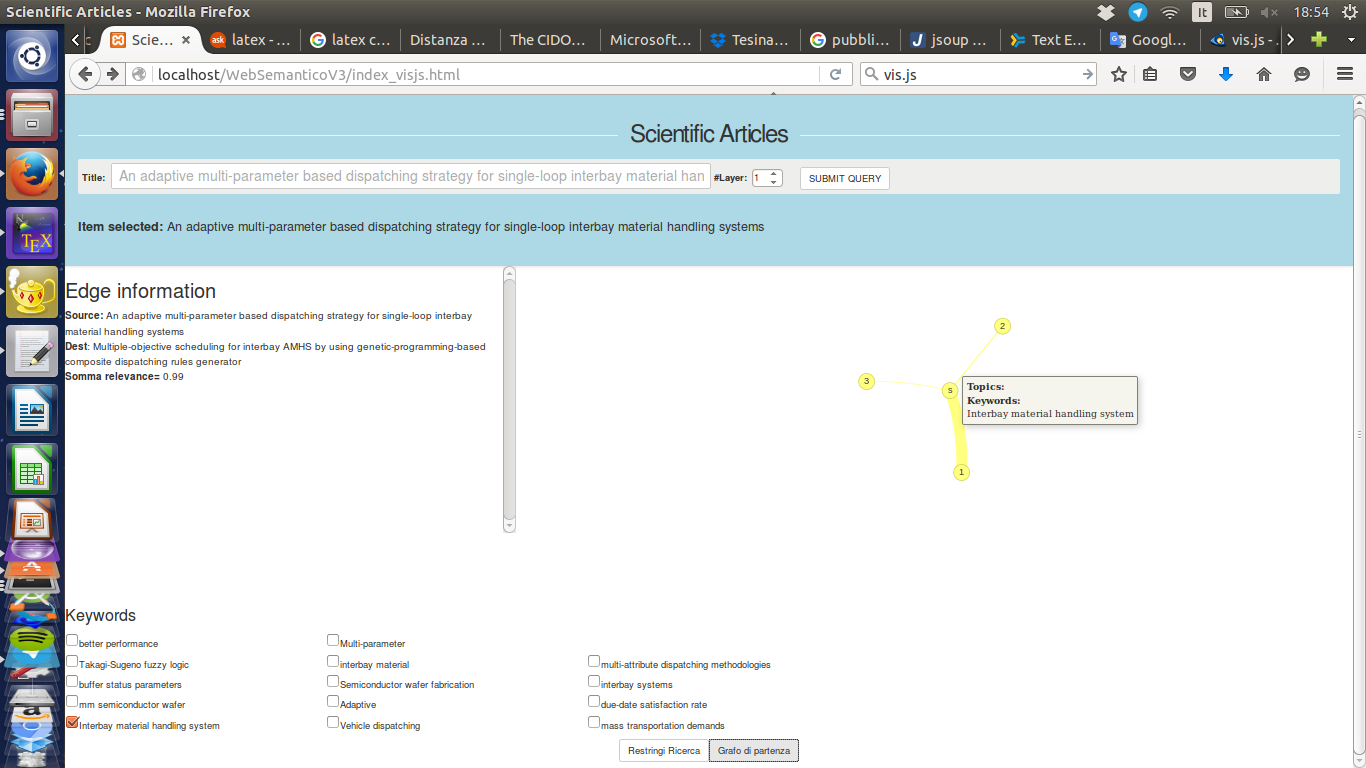 Scientific Articles - Mozilla Firefox
It
18:54
c
Scie...
latex - ...
latex c...
Distanza ...
The CIDO...
Microsoft...
Tesina...
pubbli...
jsoup ...
Text E...
Googl...
vis.js - .
localhost/WebSemanticoV3/index_visjs.html
vis.js
Scientific Articles
Title: An adaptive multi-parameter based dispatching strategy for single-loop interbay material han #Layer: 1 SUBMIT QUERY
Item selected: An adaptive multi-parameter based dispatching strategy for single-loop interbay material handling systems
Edge information
Source: An adaptive multi-parameter based dispatching strategy for single-loop interbay
material handling systems
Dest: Multiple-objective scheduling for interbay AMHS by using genetic-programming-based
composite dispatching rules generator
Somma relevance= 0.99
2
3
s
Topics:
Keywords:
Interbay material handling system
1
Keywords
better performance Multi-parameter
Takagi-Sugeno fuzzy logic interbay material multi-attribute dispatching methodologies
buffer status parameters Semiconductor wafer fabrication interbay systems
mm semiconductor wafer Adaptive due-date satisfaction rate
Interbay material handling system Vehicle dispatching mass transportation demands
Restringi Ricerca Grafo di partenza
TEX
ask